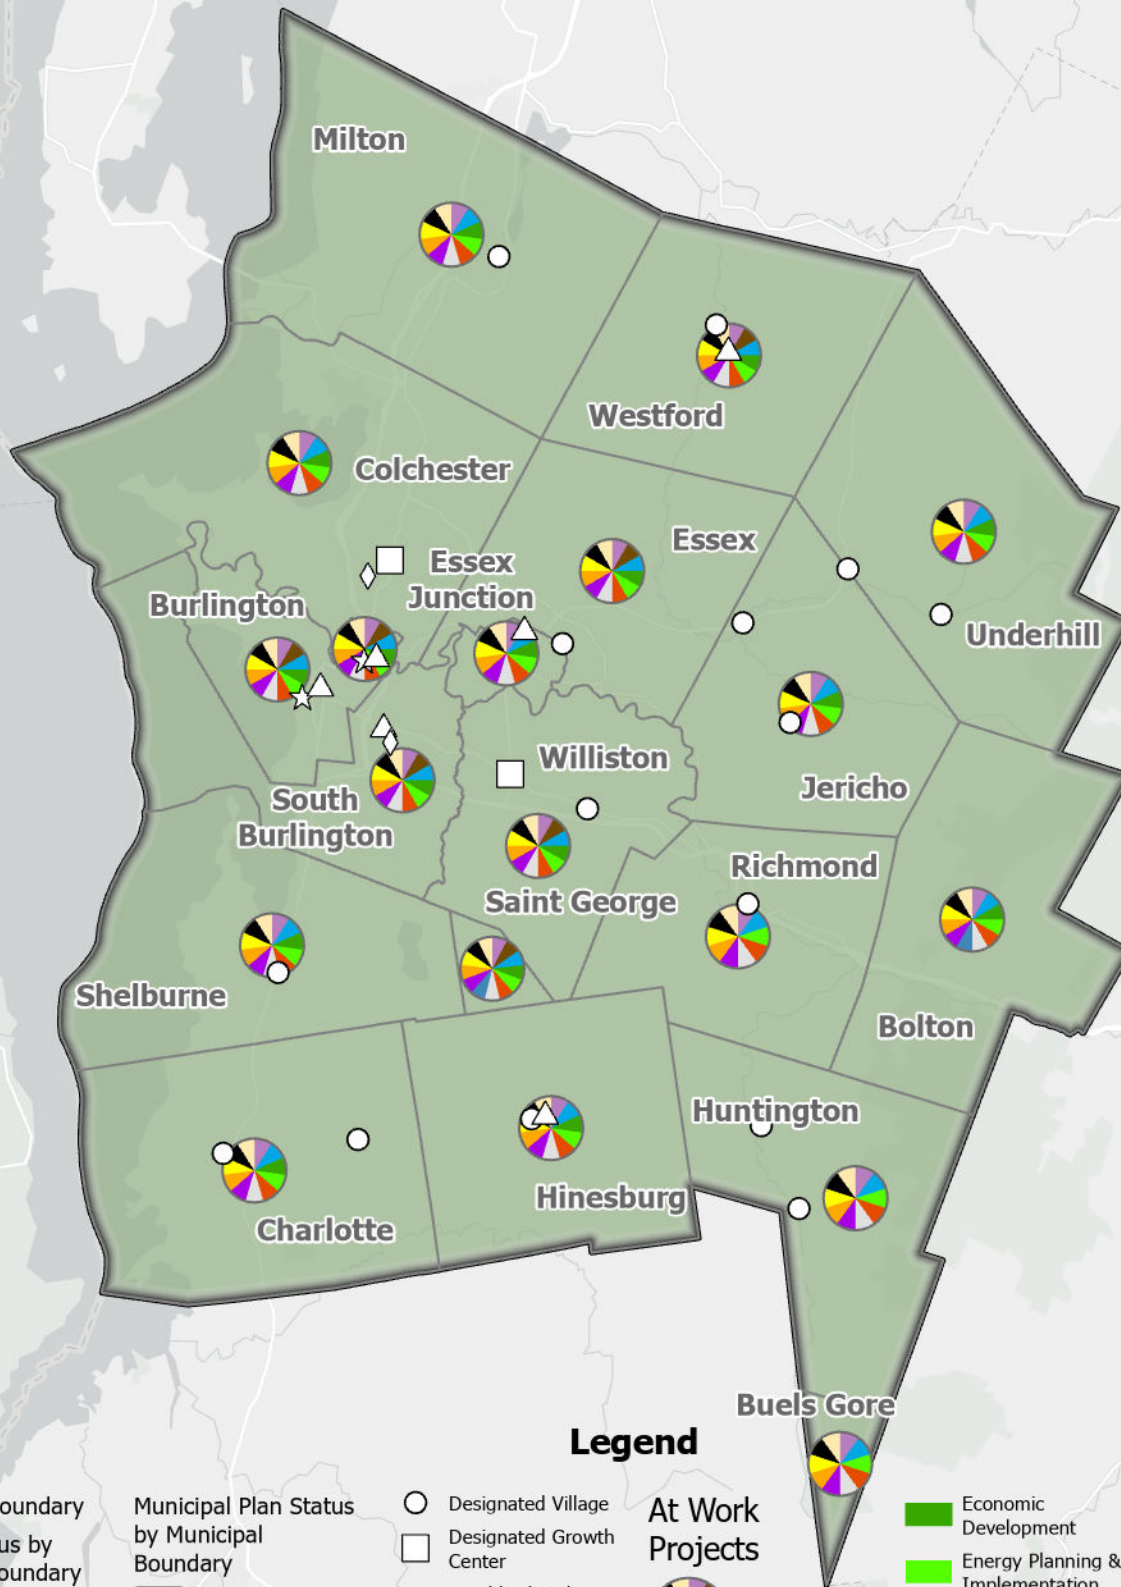 Milton
Westford
Colchester
Essex
Essex
Junction
Burlington
Underhill
Williston
Jericho
South
Burlington
Richmond
Saint George
Shelburne
Bolton
Huntington
Hinesburg
Charlotte
Buels Gore
Legend
oundary
us by
oundary
Municipal Plan Status
by Municipal
Boundary
Designated Village
Designated Growth
Center
At Work
Projects
Economic
Development
Energy Planning &
Implementation